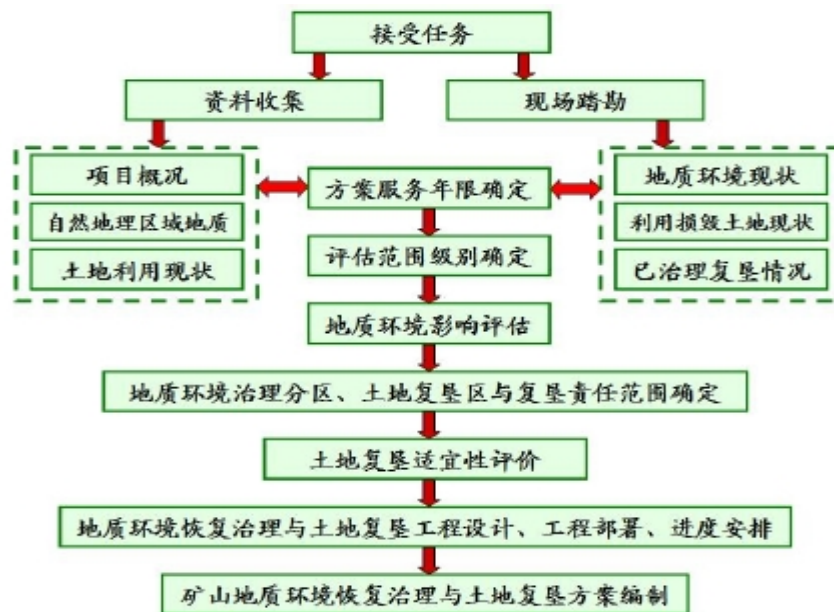 接受任务
资料收集
现场踏勘
项目概况
自然地理区域地质
土地利用现状
方案服务年限确定
地质环境现状
利用损毁土地现状
已治理复垦情况
评估范围级别确定
地质环境影响评估
地质环境治理分区、土地复垦区与复垦责任范围确定
土地复垦适宜性评价
地质环境恢复治理与土地复垦工程设计、工程部署、进度安排
矿山地质环境恢复治理与土地复垦方案编制